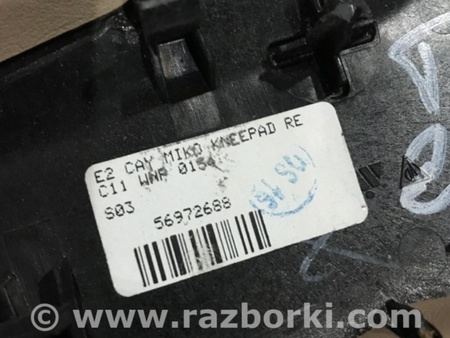 E2 CAY MIKO KNEEPAD RE
C11 WNP 0154
S03
56972688
www.razborki.com